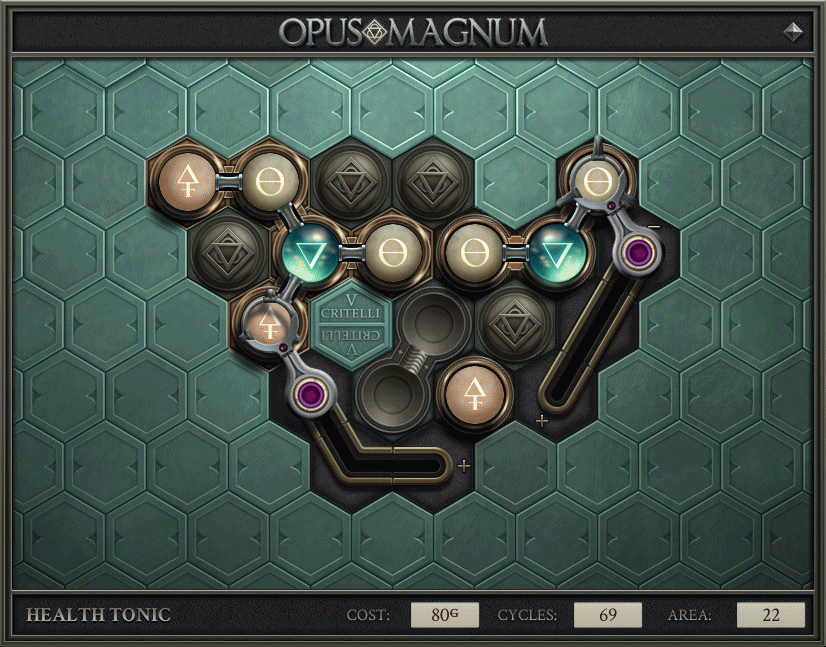 OPUS MAGNUM
V
CRITELLI
CRITELLI
V
HEALTH TONIC COST: 80G CYCLES: 69 AREA: 22